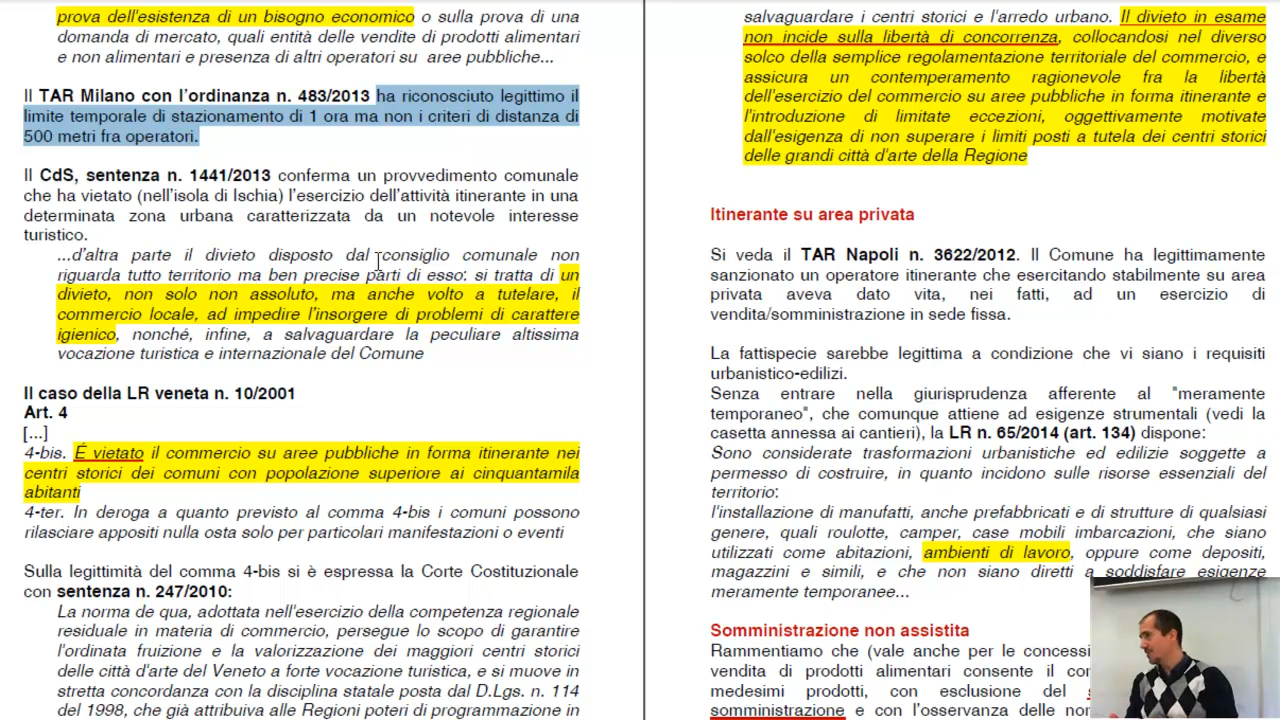 prova dell'esistenza di un bisogno economico o sulla prova di una
domanda di mercato, quali entità delle vendite di prodotti alimentari
e non alimentari e presenza di altri operatori su  aree pubbliche...
Il TAR Milano con l'ordinanza n. 483/2013 ha riconosciuto legittimo il
limite temporale di stazionamento di 1 ora ma non i criteri di distanza di
500 metri fra operatori.
Il CdS, sentenza n. 1441/2013 conferma un provvedimento comunale
che ha vietato (nell'isola di Ischia) l'esercizio dell'attività itinerante in una
determinata zona urbana caratterizzata da un notevole interesse
turistico.
...d'altra parte il divieto disposto dal consiglio comunale non
riguarda tutto territorio ma ben precise parti di esso: si tratta di un
divieto, non solo non assoluto, ma anche volto a tutelare, il
commercio locale, ad impedire l'insorgere di problemi di carattere
igienico, nonché, infine, a salvaguardare la peculiare altissima
vocazione turistica e internazionale del Comune
Il caso della LR veneta n. 10/2001
Art. 4
[...]
4-bis. É vietato il commercio su aree pubbliche in forma itinerante nei
centri storici dei comuni con popolazione superiore ai cinquantamila
abitanti
4-ter. In deroga a quanto previsto al comma 4-bis i comuni possono
rilasciare appositi nulla osta solo per particolari manifestazioni o eventi
Sulla legittimità del comma 4-bis si è espressa la Corte Costituzionale
con sentenza n. 247/2010:
La norma de qua, adottata nell'esercizio della competenza regionale
residuale in materia di commercio, persegue lo scopo di garantire
l'ordinata fruizione e la valorizzazione dei maggiori centri storici
delle città d'arte del Veneto a forte vocazione turistica, e si muove in
stretta concordanza con la disciplina statale posta dal D.Lgs. n. 114
del 1998, che già attribuiva alle Regioni poteri di programmazione in
salvaguardare i centri storici e l'arredo urbano. Il divieto in esame
non incide sulla libertà di concorrenza, collocandosi nel diverso
solco della semplice regolamentazione territoriale del commercio, e
assicura un contemperamento ragionevole fra la libertà
dell'esercizio del commercio su aree pubbliche in forma itinerante e
l'introduzione di limitate eccezioni, oggettivamente motivate
dall'esigenza di non superare i limiti posti a tutela dei centri storici
delle grandi città d'arte della Regione
Itinerante su area privata
Si veda il TAR Napoli n. 3622/2012. Il Comune ha legittimamente
sanzionato un operatore itinerante che esercitando stabilmente su area
privata aveva dato vita, nei fatti, ad un esercizio di
vendita/somministrazione in sede fissa.
La fattispecie sarebbe legittima a condizione che vi siano i requisiti
urbanistico-edilizi.
Senza entrare nella giurisprudenza afferente al "meramente
temporaneo", che comunque attiene ad esigenze strumentali (vedi la
casetta annessa ai cantieri), la LR n. 65/2014 (art. 134) dispone:
Sono considerate trasformazioni urbanistiche ed edilizie soggette a
permesso di costruire, in quanto incidono sulle risorse essenziali del
territorio:
l'installazione di manufatti, anche prefabbricati e di strutture di qualsiasi
genere, quali roulotte, camper, case mobili imbarcazioni, che siano
utilizzati come abitazioni, ambienti di lavoro, oppure come depositi,
magazzini e simili, e che non siano diretti a soddisfare esigenze
meramente temporanee...
Somministrazione non assistita
Rammentiamo che (vale anche per le concessi
vendita di prodotti alimentari consente il cor
medesimi prodotti, con esclusione del
somministrazione e con l'osservanza delle nor